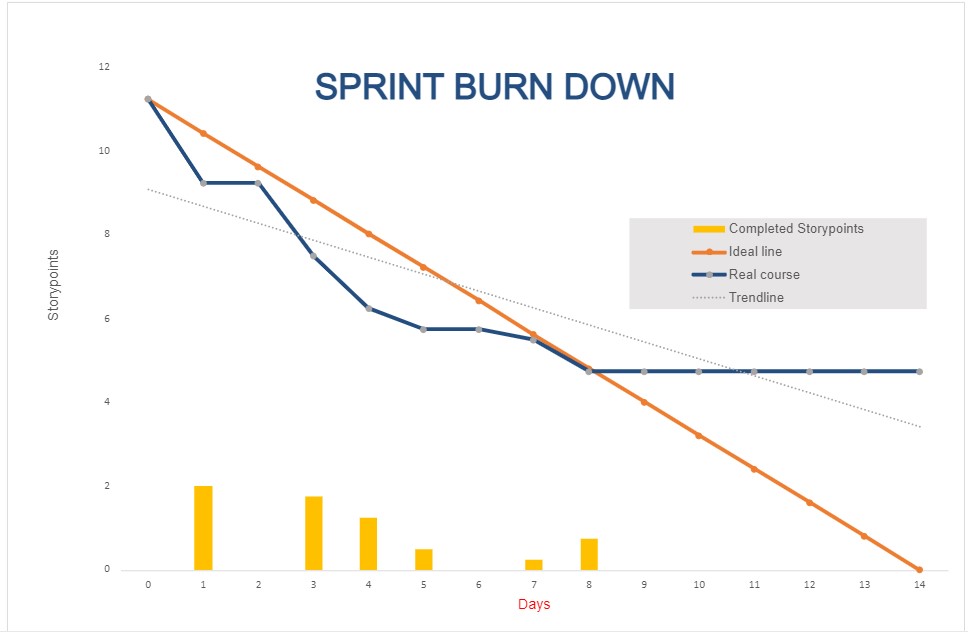 SPRINT BURN DOWN
12
10
8
6
4
2
0
Storypoints
Completed Storypoints
Ideal line
Real course
Trendline
0 1 2 3 4 5 6 7 8 9 10 11 12 13 14
Days